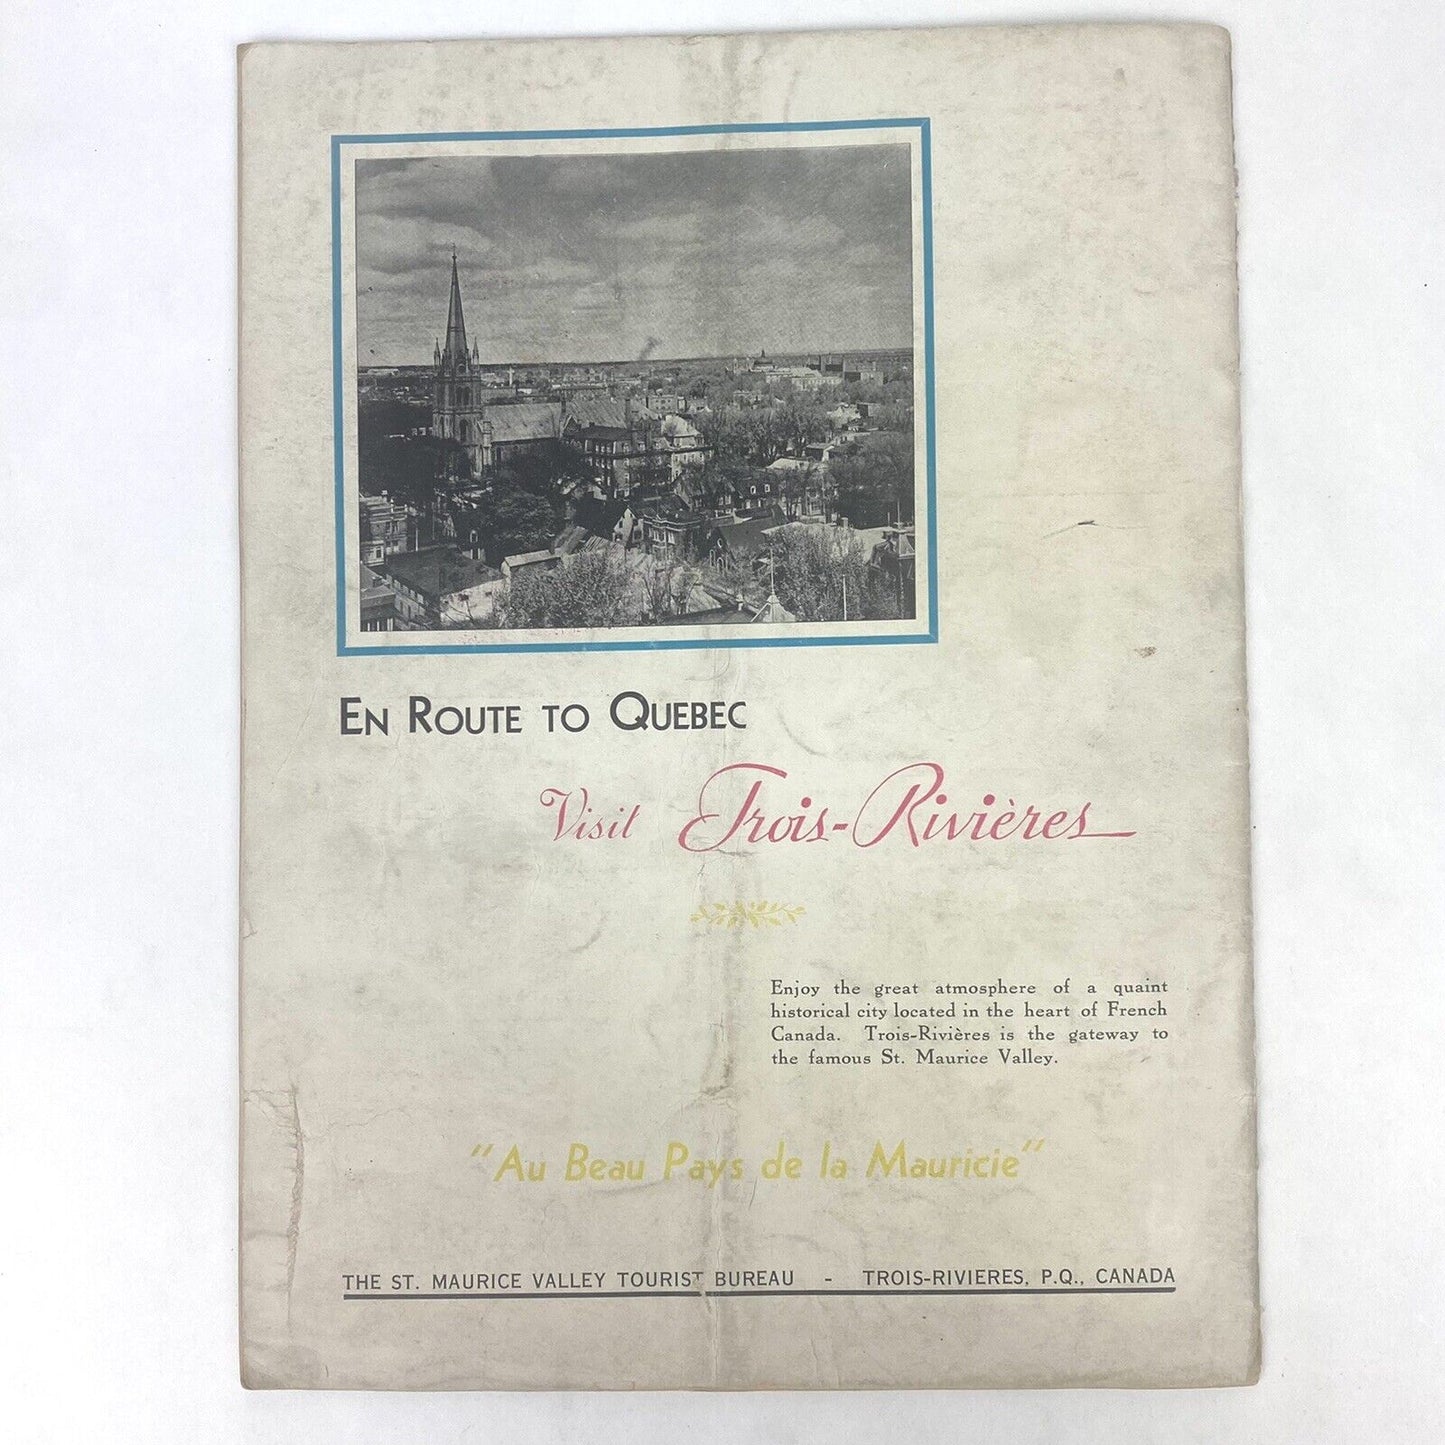 EN ROUTE TO QUEBEC
Visit Trois-Rivières
Enjoy the great atmosphere of a quaint
historical city located in the heart of French
Canada. Trois-Rivières is the gateway to
the famous St. Maurice Valley.
"Au Beau Pays de la Mauricie"
THE ST. MAURICE VALLEY TOURIST BUREAU - TROIS-RIVIERES, P.Q., CANADA